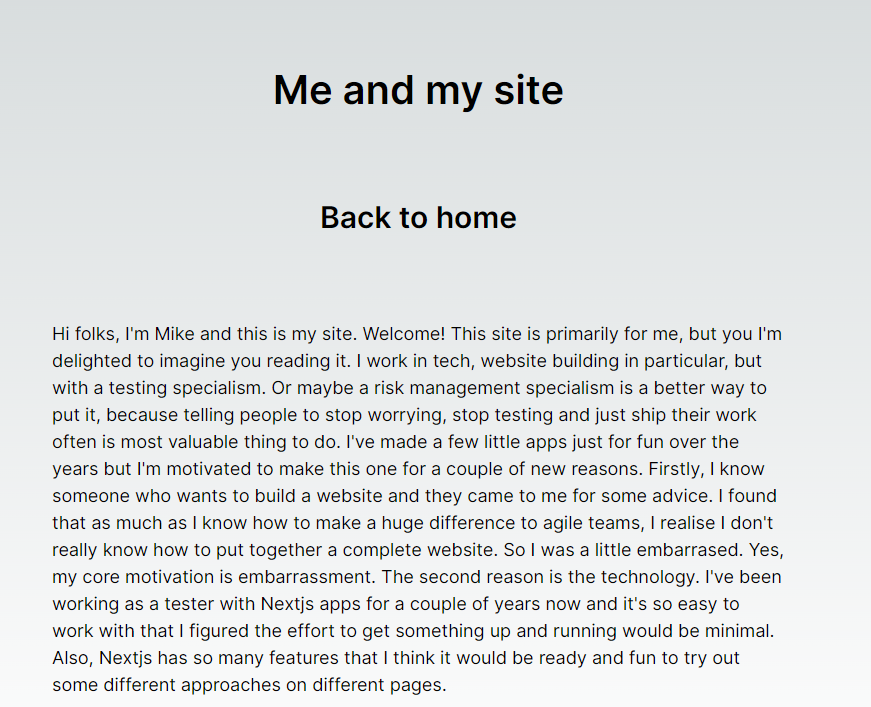 Me and my site
Back to home
Hi folks, I'm Mike and this is my site. Welcome! This site is primarily for me, but you I'm
delighted to imagine you reading it. I work in tech, website building in particular, but
with a testing specialism. Or maybe a risk management specialism is a better way to
put it, because telling people to stop worrying, stop testing and just ship their work
often is most valuable thing to do. I've made a few little apps just for fun over the
years but I'm motivated to make this one for a couple of new reasons. Firstly, I know
someone who wants to build a website and they came to me for some advice. I found
that as much as I know how to make a huge difference to agile teams, I realise I don't
really know how to put together a complete website. So I was a little embarrased. Yes,
my core motivation is embarrassment. The second reason is the technology. I've been
working as a tester with Nextjs apps for a couple of years now and it's so easy to
work with that I figured the effort to get something up and running would be minimal.
Also, Nextjs has so many features that I think it would be ready and fun to try out
some different approaches on different pages.